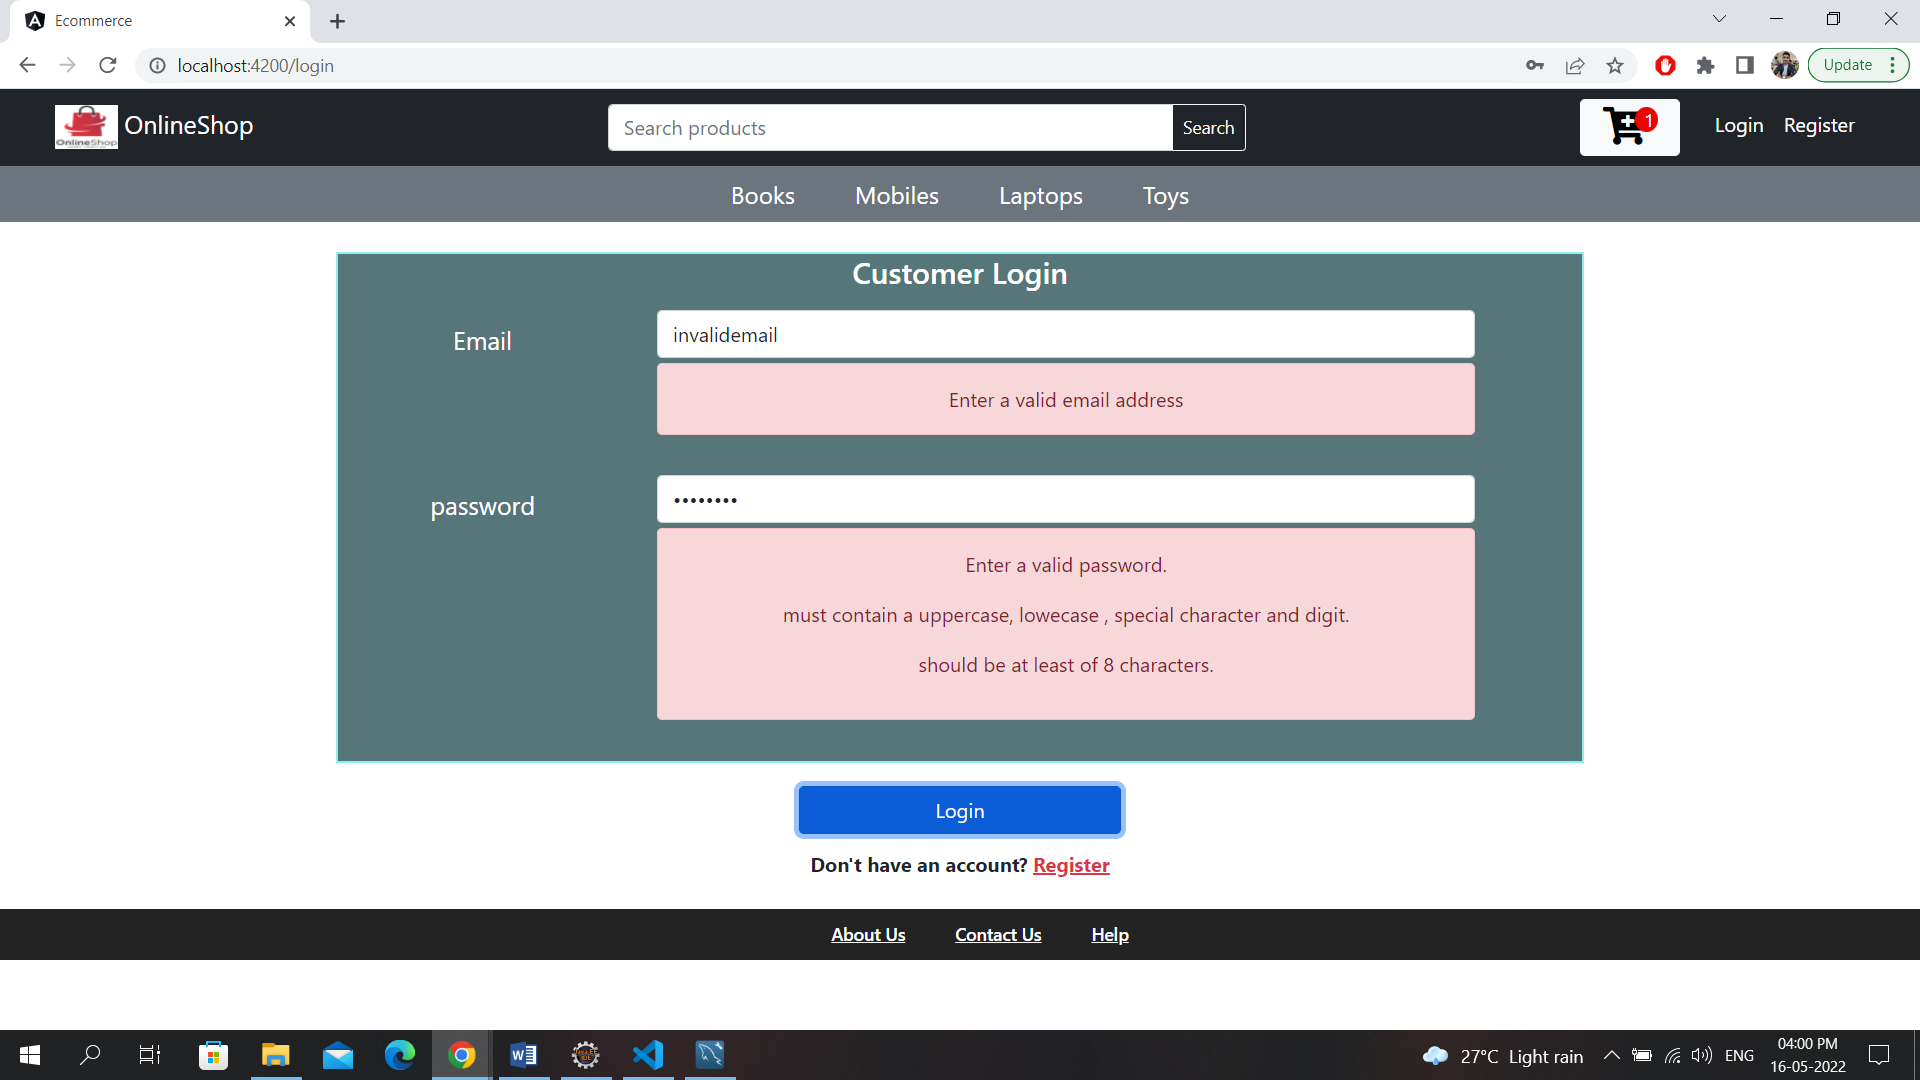 Ecommerce
localhost:4200/login
Update
OnlineShop
OnlineShop
Search products
Search
1
Login
Register
Books
Mobiles
Laptops
Toys
Customer Login
Email
invalidemail
Enter a valid email address
password
••••••••
Enter a valid password.
must contain a uppercase, lowecase , special character and digit.
should be at least of 8 characters.
Login
Don't have an account? Register
About Us
Contact Us
Help
27°C Light rain
ENG
04:00 PM
16-05-2022